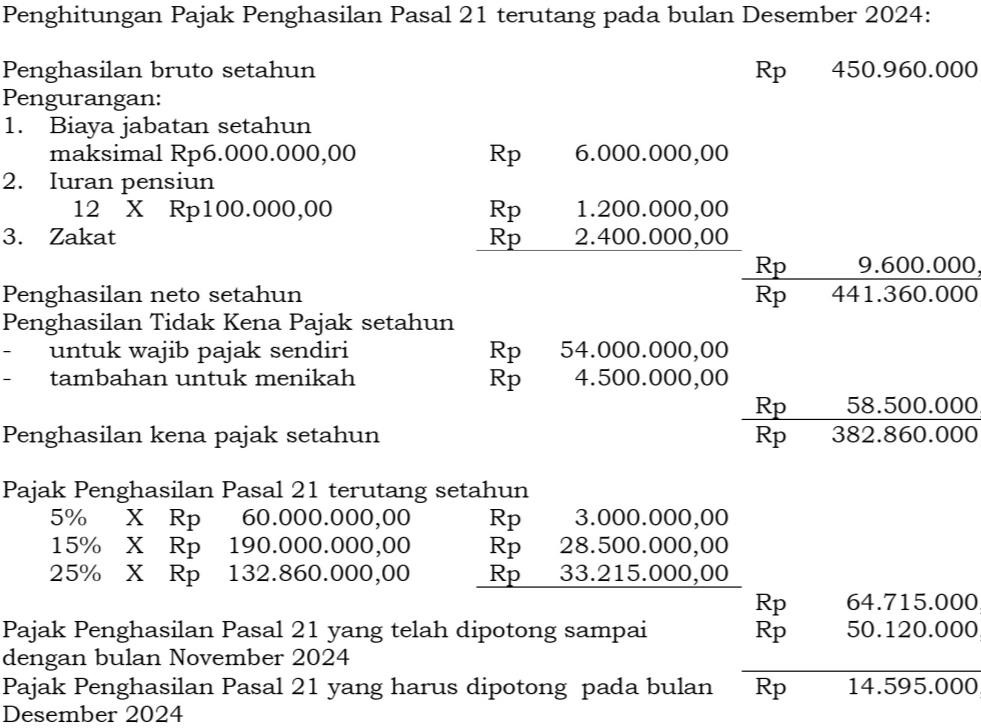 Penghitungan Pajak Penghasilan Pasal 21 terutang pada bulan Desember 2024:
Penghasilan bruto setahun Rp 450.960.000
Pengurangan:
1. Biaya jabatan setahun
maksimal Rp6.000.000,00 Rp 6.000.000,00
2. Iuran pensiun
12 X Rp100.000,00 Rp 1.200.000,00
3. Zakat Rp 2.400.000,00
Rp 9.600.000,
Penghasilan neto setahun Rp 441.360.000
Penghasilan Tidak Kena Pajak setahun
- untuk wajib pajak sendiri Rp 54.000.000,00
- tambahan untuk menikah Rp 4.500.000,00
Rp 58.500.000,
Penghasilan kena pajak setahun Rp 382.860.000
Pajak Penghasilan Pasal 21 terutang setahun
5% X Rp 60.000.000,00 Rp 3.000.000,00
15% X Rp 190.000.000,00 Rp 28.500.000,00
25% X Rp 132.860.000,00 Rp 33.215.000,00
Rp 64.715.000,
Pajak Penghasilan Pasal 21 yang telah dipotong sampai Rp 50.120.000,
dengan bulan November 2024
Pajak Penghasilan Pasal 21 yang harus dipotong pada bulan Rp 14.595.000,
Desember 2024